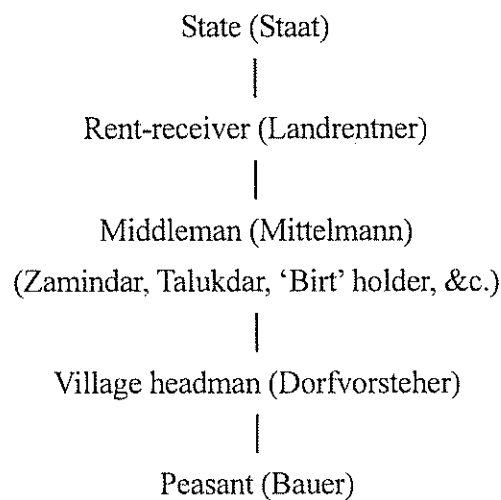 State (Staat)
Rent-receiver (Landrentner)
Middleman (Mittelmann)
(Zamindar, Talukdar, ‘Birt’ holder, &c.)
Village headman (Dorfvorsteher)
Peasant (Bauer)